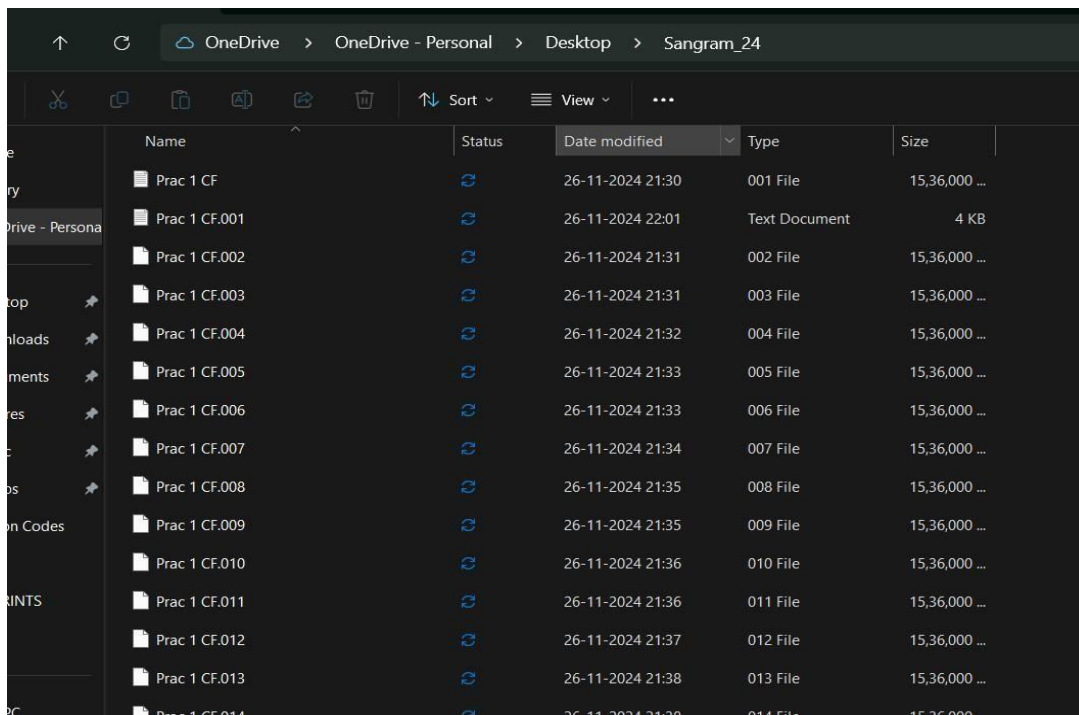 OneDrive > OneDrive - Personal > Desktop > Sangram_24
Sort View ...
Name Status Date modified Type Size
e
ry
Drive - Persona
top
nloads
ments
res
c
os
on Codes
RINTS
PC
Prac 1 CF 26-11-2024 21:30 001 File 15,36,000 ...
Prac 1 CF.001 26-11-2024 22:01 Text Document 4 KB
Prac 1 CF.002 26-11-2024 21:31 002 File 15,36,000 ...
Prac 1 CF.003 26-11-2024 21:31 003 File 15,36,000 ...
Prac 1 CF.004 26-11-2024 21:32 004 File 15,36,000 ...
Prac 1 CF.005 26-11-2024 21:33 005 File 15,36,000 ...
Prac 1 CF.006 26-11-2024 21:33 006 File 15,36,000 ...
Prac 1 CF.007 26-11-2024 21:34 007 File 15,36,000 ...
Prac 1 CF.008 26-11-2024 21:35 008 File 15,36,000 ...
Prac 1 CF.009 26-11-2024 21:35 009 File 15,36,000 ...
Prac 1 CF.010 26-11-2024 21:36 010 File 15,36,000 ...
Prac 1 CF.011 26-11-2024 21:36 011 File 15,36,000 ...
Prac 1 CF.012 26-11-2024 21:37 012 File 15,36,000 ...
Prac 1 CF.013 26-11-2024 21:38 013 File 15,36,000 ...